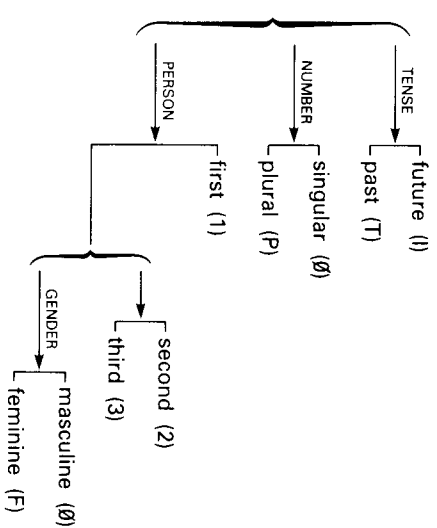 TENSE
future (I)
past (T)
NUMBER
singular (Ø)
plural (P)
PERSON
first (1)
second (2)
third (3)
GENDER
masculine (Ø)
feminine (F)